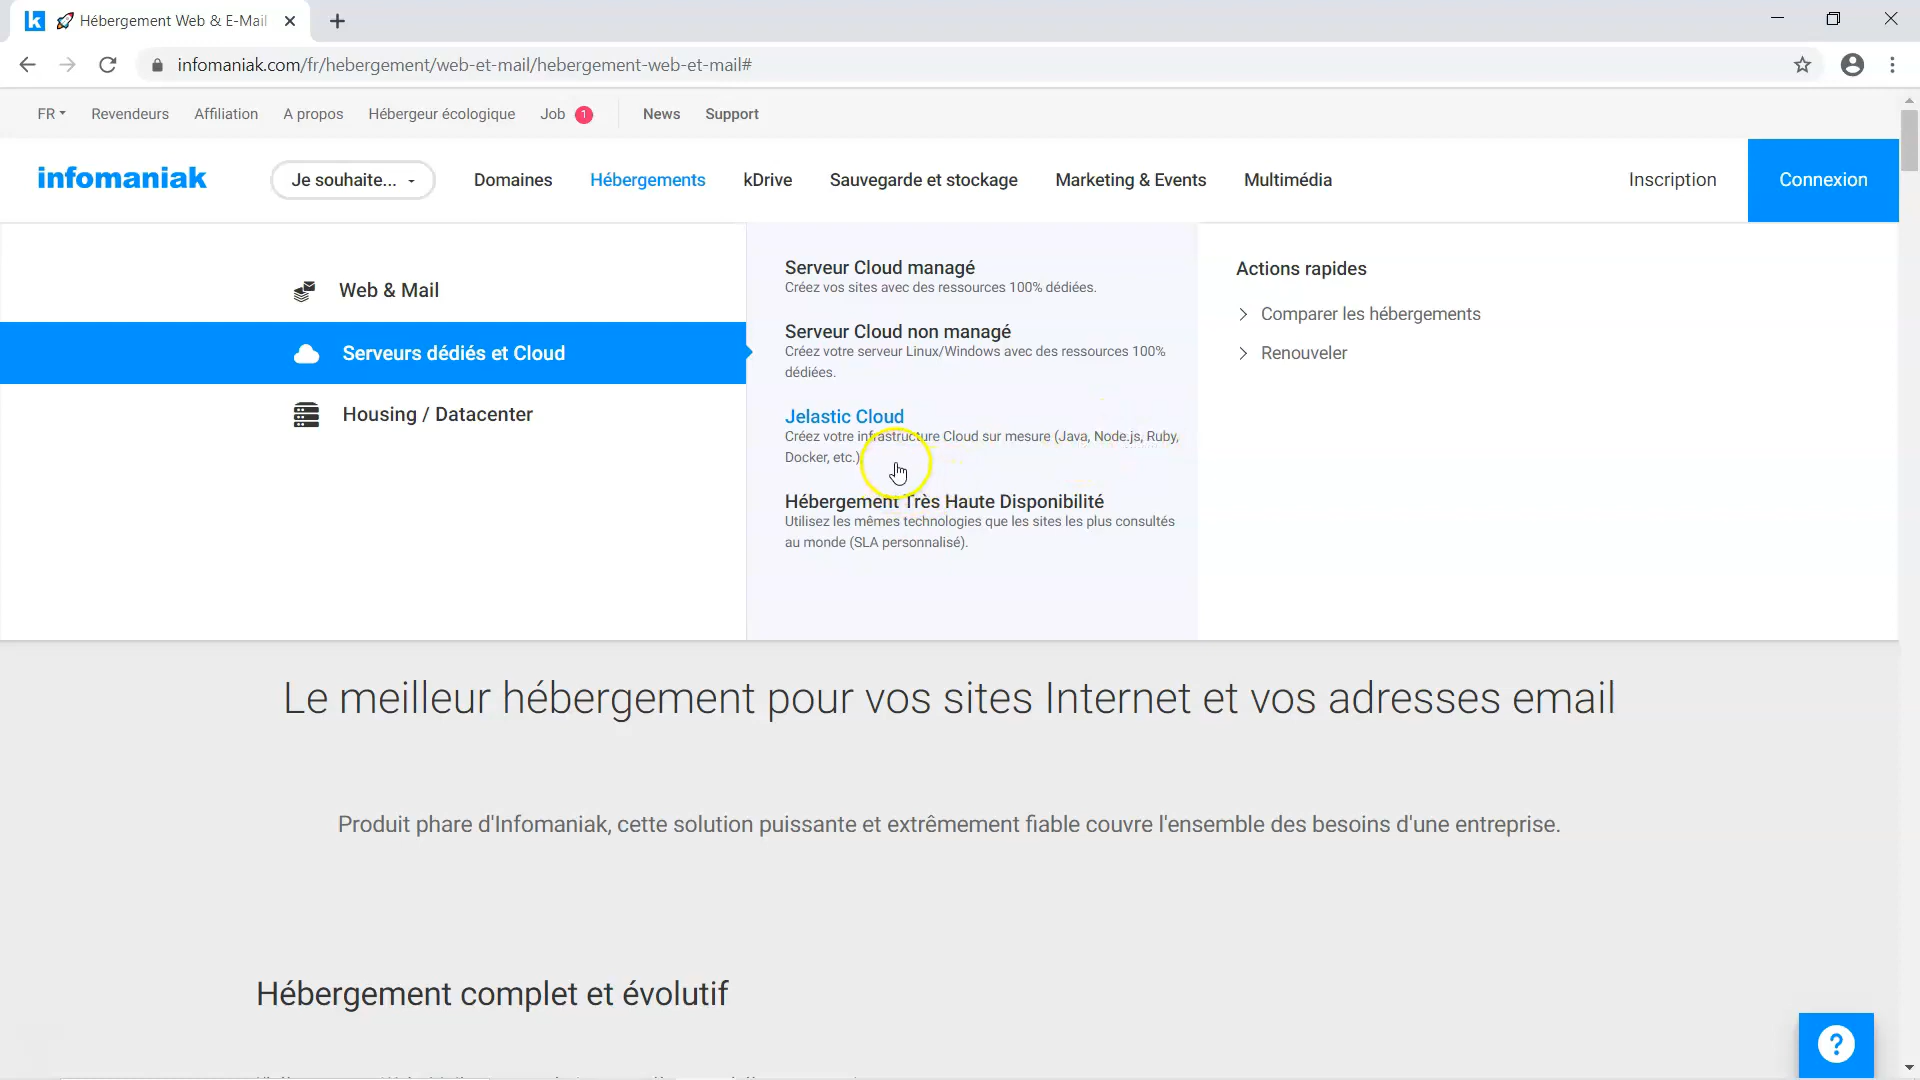 Hébergement Web & E-Mail
infomaniak.com/fr/hebergement/web-et-mail/hebergement-web-et-mail#
FR Revendeurs Affiliation A propos Hébergeur écologique Job 1 News Support
infomaniak Je souhaite... Domaines Hébergements kDrive Sauvegarde et stockage Marketing & Events Multimédia Inscription Connexion
Web & Mail
Serveurs dédiés et Cloud
Housing / Datacenter
Serveur Cloud managé
Créez vos sites avec des ressources 100% dédiées.
Serveur Cloud non managé
Créez votre serveur Linux/Windows avec des ressources 100%
dédiées.
Jelastic Cloud
Créez votre infrastructure Cloud sur mesure (Java, Node.js, Ruby,
Docker, etc.)
Hébergement Très Haute Disponibilité
Utilisez les mêmes technologies que les sites les plus consultés
au monde (SLA personnalisé).
Actions rapides
Comparer les hébergements
Renouveler
Le meilleur hébergement pour vos sites Internet et vos adresses email
Produit phare d'Infomaniak, cette solution puissante et extrêmement fiable couvre l'ensemble des besoins d'une entreprise.
Hébergement complet et évolutif
?